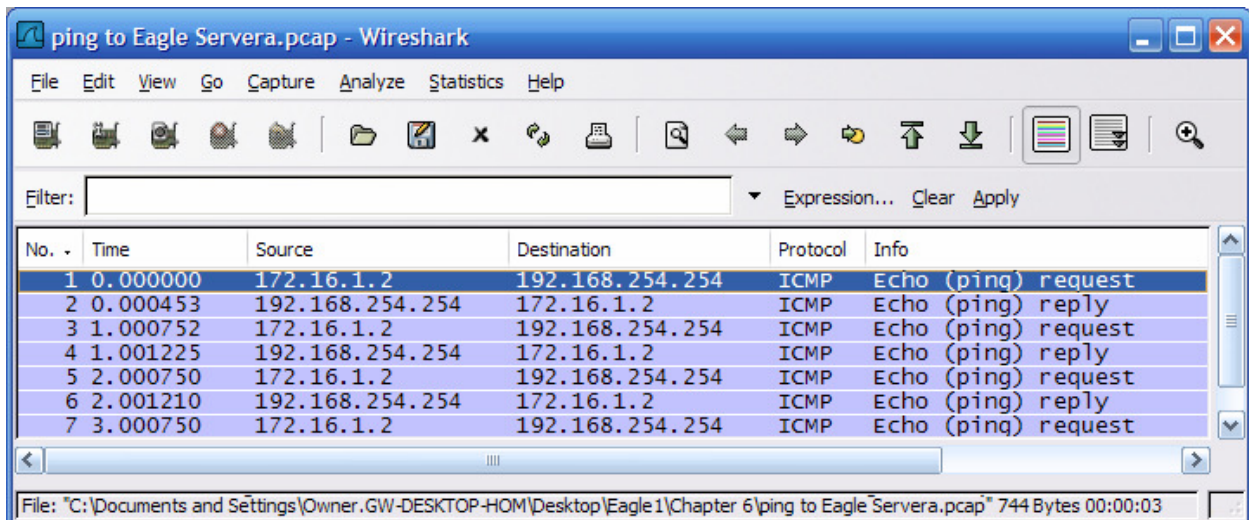 ping to Eagle Servera.pcap - Wireshark
File Edit View Go Capture Analyze Statistics Help
Filter: Expression... Clear Apply
No. Time Source Destination Protocol Info
1 0.000000 172.16.1.2 192.168.254.254 ICMP Echo (ping) request
2 0.000453 192.168.254.254 172.16.1.2 ICMP Echo (ping) reply
3 1.000752 172.16.1.2 192.168.254.254 ICMP Echo (ping) request
4 1.001225 192.168.254.254 172.16.1.2 ICMP Echo (ping) reply
5 2.000750 172.16.1.2 192.168.254.254 ICMP Echo (ping) request
6 2.001210 192.168.254.254 172.16.1.2 ICMP Echo (ping) reply
7 3.000750 172.16.1.2 192.168.254.254 ICMP Echo (ping) request
File: "C:\Documents and Settings\Owner.GW-DESKTOP-HOM\Desktop\Eagle1\Chapter 6\ping to Eagle Servera.pcap" 744 Bytes 00:00:03